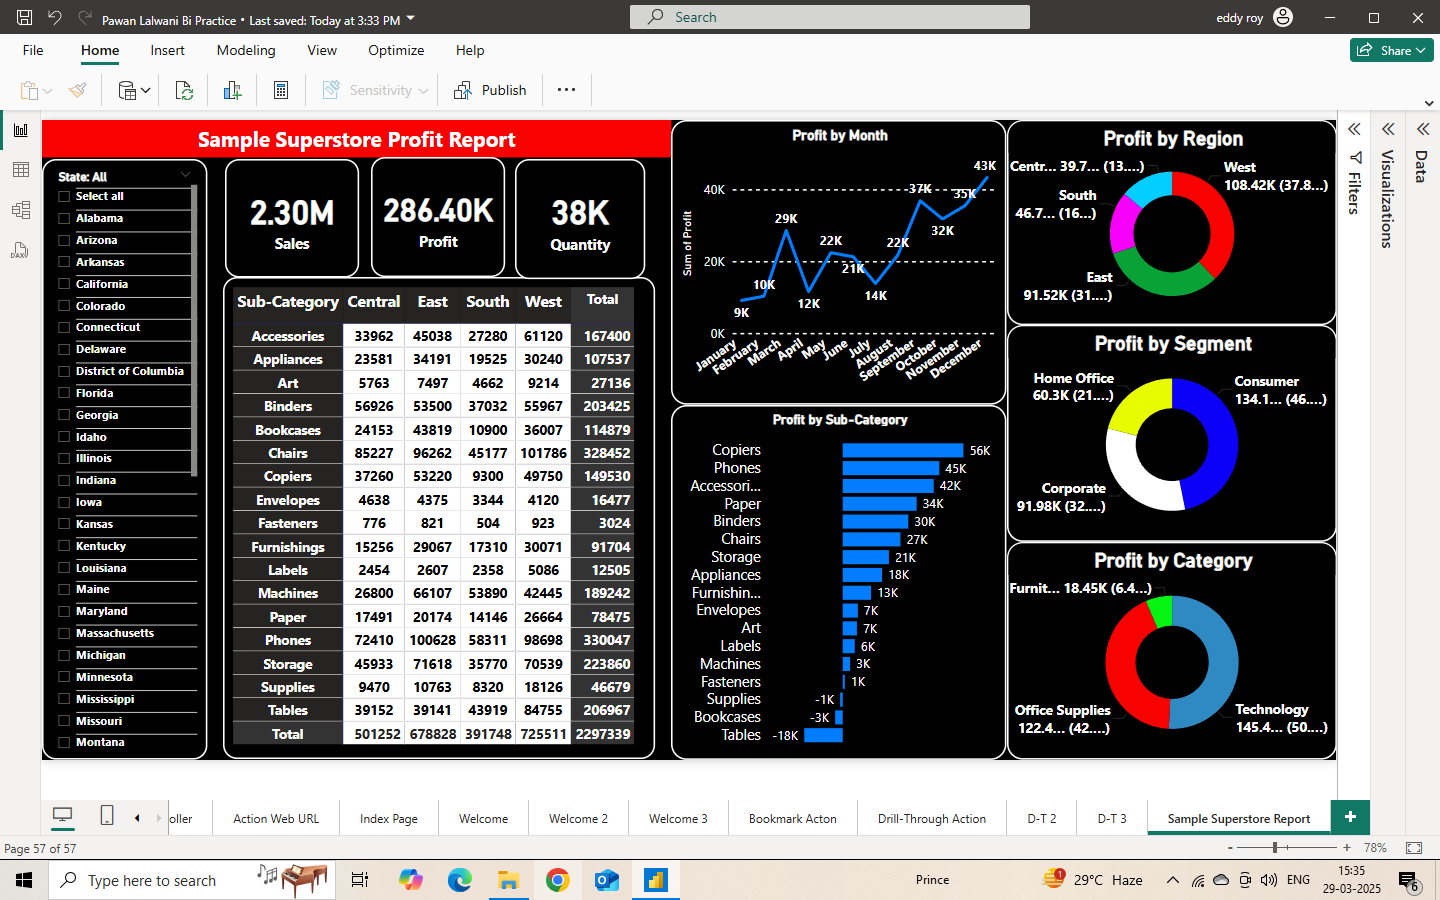 Pawan Lalwani Bi Practice • Last saved: Today at 3:33 PM
Search
eddy roy
File Home Insert Modeling View Optimize Help
Share
Sensitivity
Publish
Sample Superstore Profit Report
State: All
Select all
Alabama
Arizona
Arkansas
California
Colorado
Connecticut
Delaware
District of Columbia
Florida
Georgia
Idaho
Illinois
Indiana
Iowa
Kansas
Kentucky
Louisiana
Maine
Maryland
Massachusetts
Michigan
Minnesota
Mississippi
Missouri
Montana
2.30M
Sales
286.40K
Profit
38K
Quantity
Sub-Category Central East South West Total
Accessories 33962 45038 27280 61120 167400
Appliances 23581 34191 19525 30240 107537
Art 5763 7497 4662 9214 27136
Binders 56926 53500 37032 55967 203425
Bookcases 24153 43819 10900 36007 114879
Chairs 85227 96262 45177 101786 328452
Copiers 37260 53220 9300 49750 149530
Envelopes 4638 4375 3344 4120 16477
Fasteners 776 821 504 923 3024
Furnishings 15256 29067 17310 30071 91704
Labels 2454 2607 2358 5086 12505
Machines 26800 66107 53890 42445 189242
Paper 17491 20174 14146 26664 78475
Phones 72410 100628 58311 98698 330047
Storage 45933 71618 35770 70539 223860
Supplies 9470 10763 8320 18126 46679
Tables 39152 39141 43919 84755 206967
Total 501252 678828 391748 725511 2297339
Profit by Month
Sum of Profit
40K
20K
0K
9K
10K
29K
12K
22K
21K
14K
22K
37K
32K
35K
43K
January
February
March
April
May
June
July
August
September
October
November
December
Profit by Sub-Category
Copiers 56K
Phones 45K
Accessori... 42K
Paper 34K
Binders 30K
Chairs 27K
Storage 21K
Appliances 18K
Furnishin... 13K
Envelopes 7K
Art 7K
Labels 6K
Machines 3K
Fasteners 1K
Supplies -1K
Bookcases -3K
Tables -18K
Profit by Region
Centr... 39.7... (13....)
West
108.42K (37.8...)
South
46.7... (16...)
East
91.52K (31....)
Profit by Segment
Home Office
60.3K (21....)
Consumer
134.1... (46....)
Corporate
91.98K (32....)
Profit by Category
Furnit... 18.45K (6.4...)
Office Supplies
122.4... (42....)
Technology
145.4... (50....)
Filters
Visualizations
Data
DAX
oller Action Web URL Index Page Welcome Welcome 2 Welcome 3 Bookmark Acton Drill-Through Action D-T 2 D-T 3 Sample Superstore Report
Page 57 of 57
- + 78%
Type here to search
Prince
1
29°C Haze
ENG
15:35
29-03-2025
6